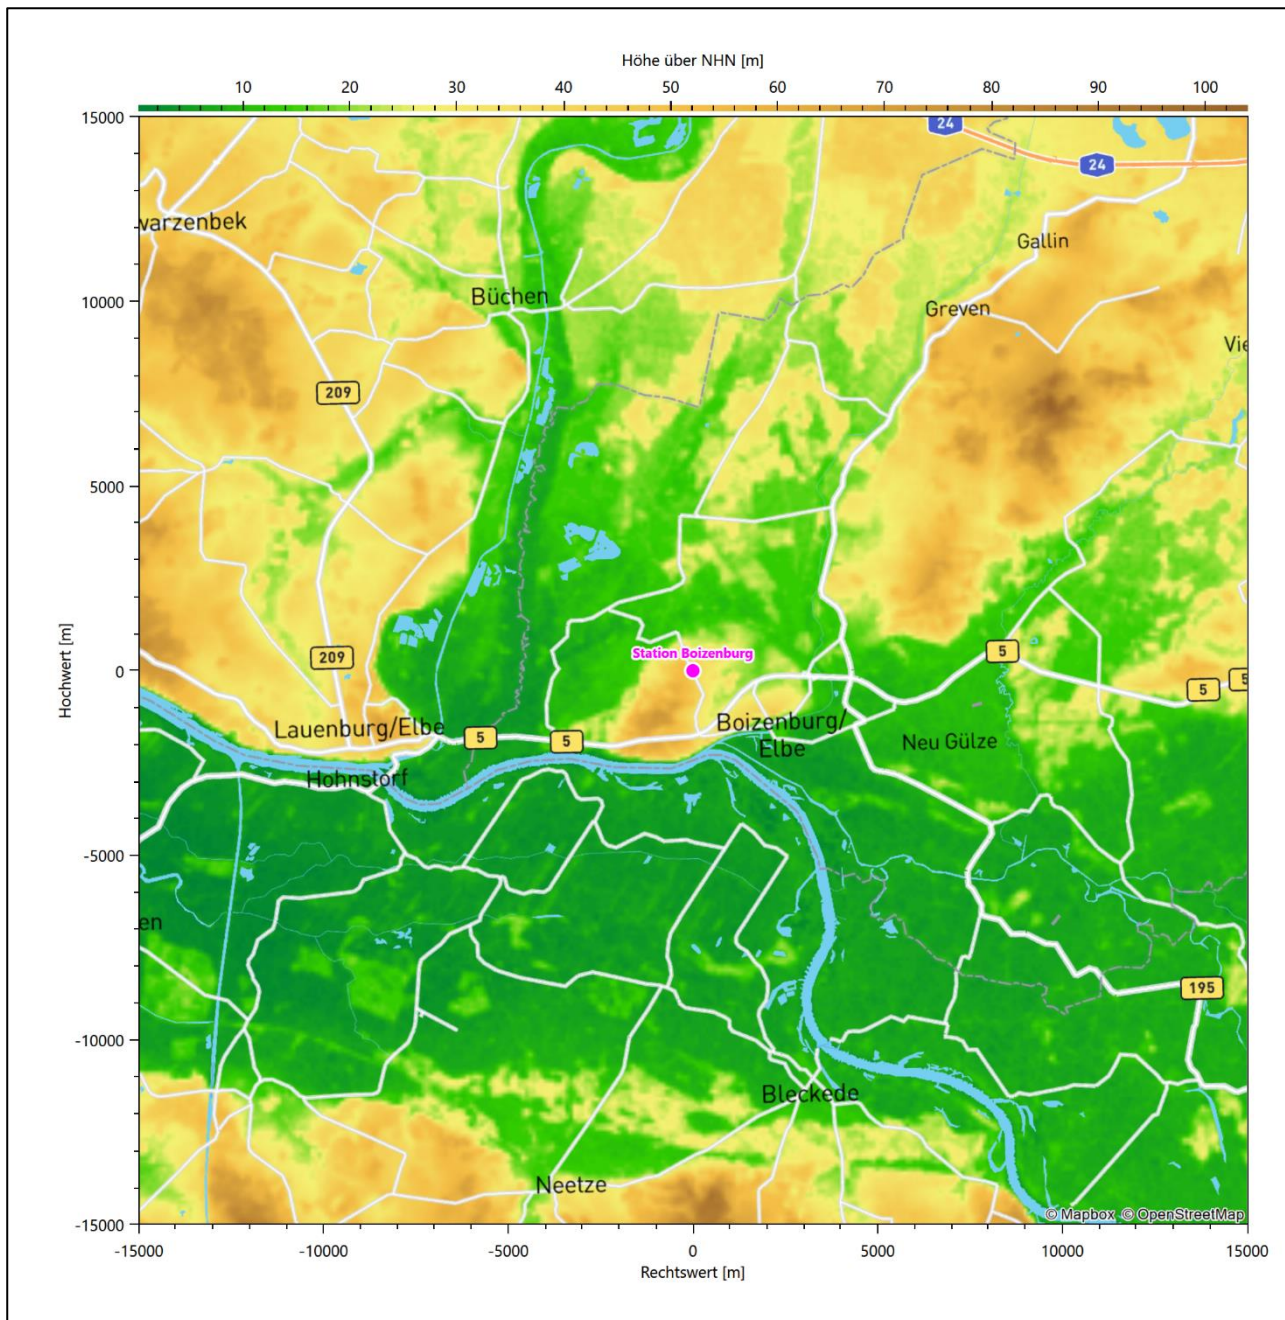 Höhe über NHN [m]
10 20 30 40 50 60 70 80 90 100
15000
24
24
warzenbek
Gallin
10000
Büchen
Greven
Vie
209
5000
Hochwert [m]
209
Station Boizenburg
5
0
5
5
Lauenburg/Elbe
5
5
Boizenburg/
Elbe
Neu Gülze
Hohnstorf
-5000
en
195
-10000
Bleckede
Neetze
© Mapbox © OpenStreetMap
-15000
-15000 -10000 -5000 0 5000 10000 15000
Rechtswert [m]